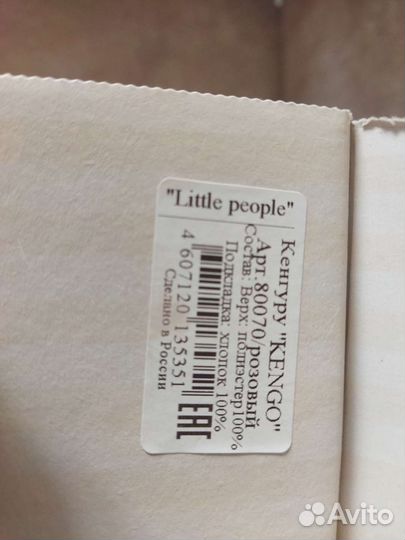 "Little people"
Кенгуру "KENGO"
Арт.80070/розовый
Состав: Верх: полиэстер100%
Подкладка: хлопок 100%
4 607120 135351
Сделано в России
EAC
Avito